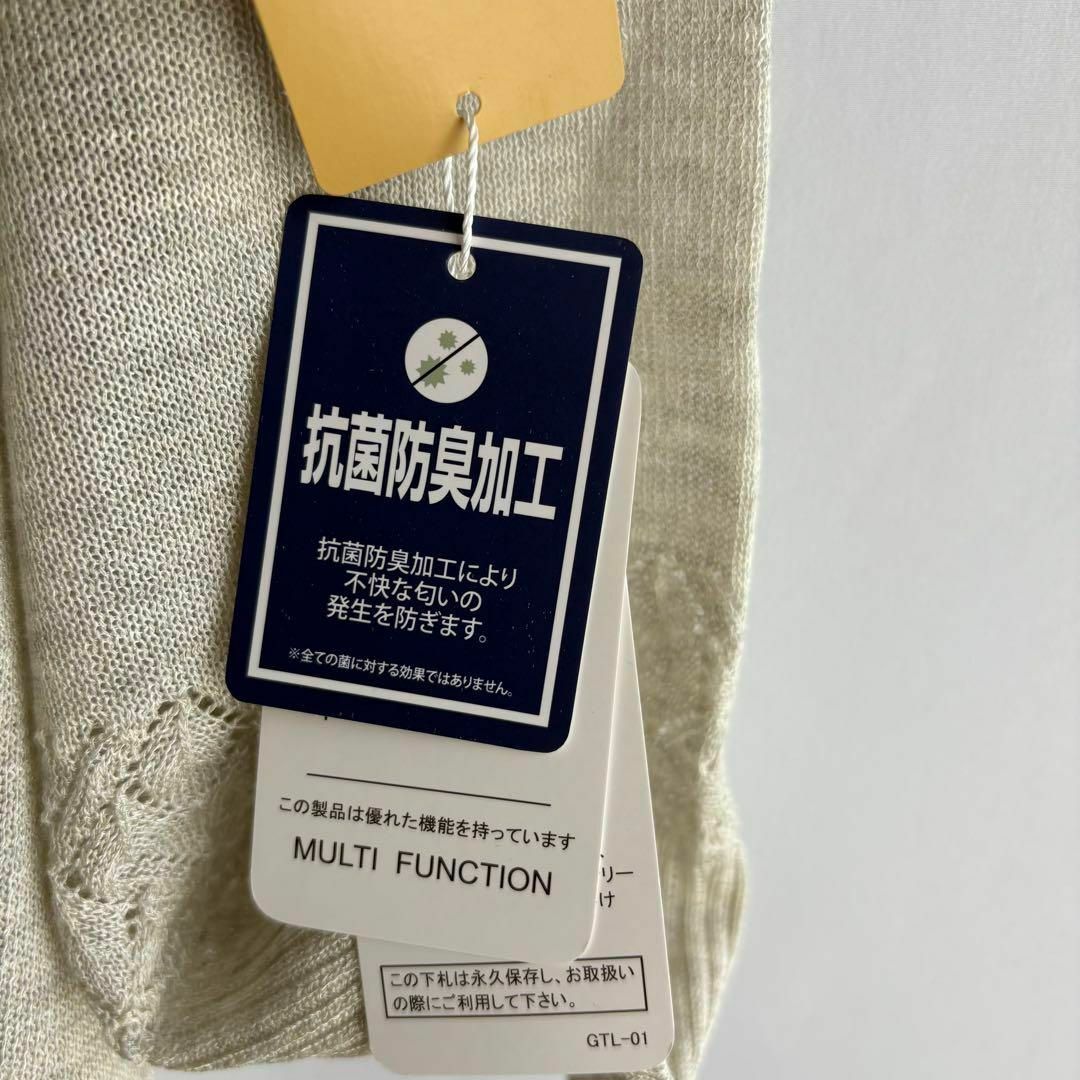 抗菌防臭加工
抗菌防臭加工により
不快な匂いの
発生を防ぎます。
※全ての菌に対する効果ではありません。
この製品は優れた機能を持っています
MULTI FUNCTION
リー
け
この下札は永久保存し、お取扱い
の際にご利用して下さい。
GTL-01